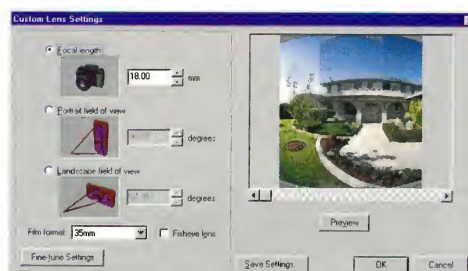 Custom Lens Settings
Focal length
18.00 mm
Portrait field of view
degrees
Landscape field of view
degrees
Film format: 35mm
Fisheye lens
Fine-tune Settings
Preview
Save Settings
OK
Cancel